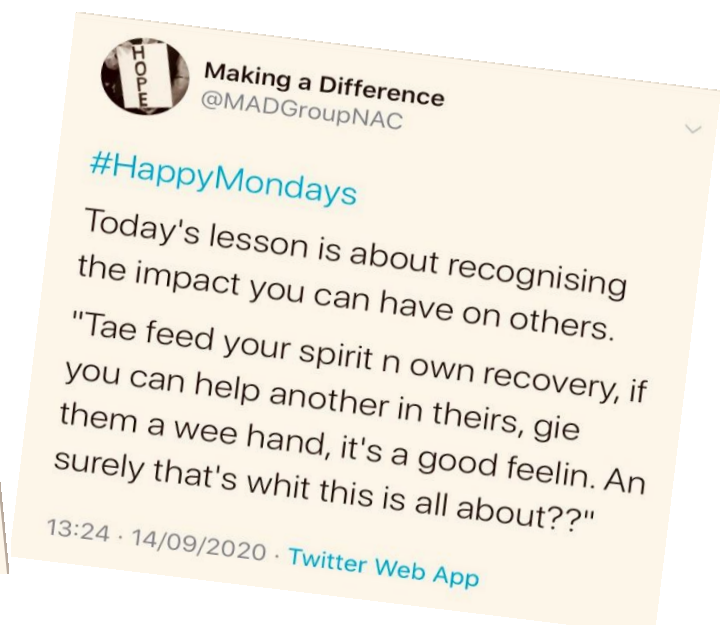 HOPE
Making a Difference
@MADGroupNAC
#HappyMondays
Today's lesson is about recognising
the impact you can have on others.
"Tae feed your spirit n own recovery, if
you can help another in theirs, gie
them a wee hand, it's a good feelin. An
surely that's whit this is all about??"
13:24 · 14/09/2020 · Twitter Web App